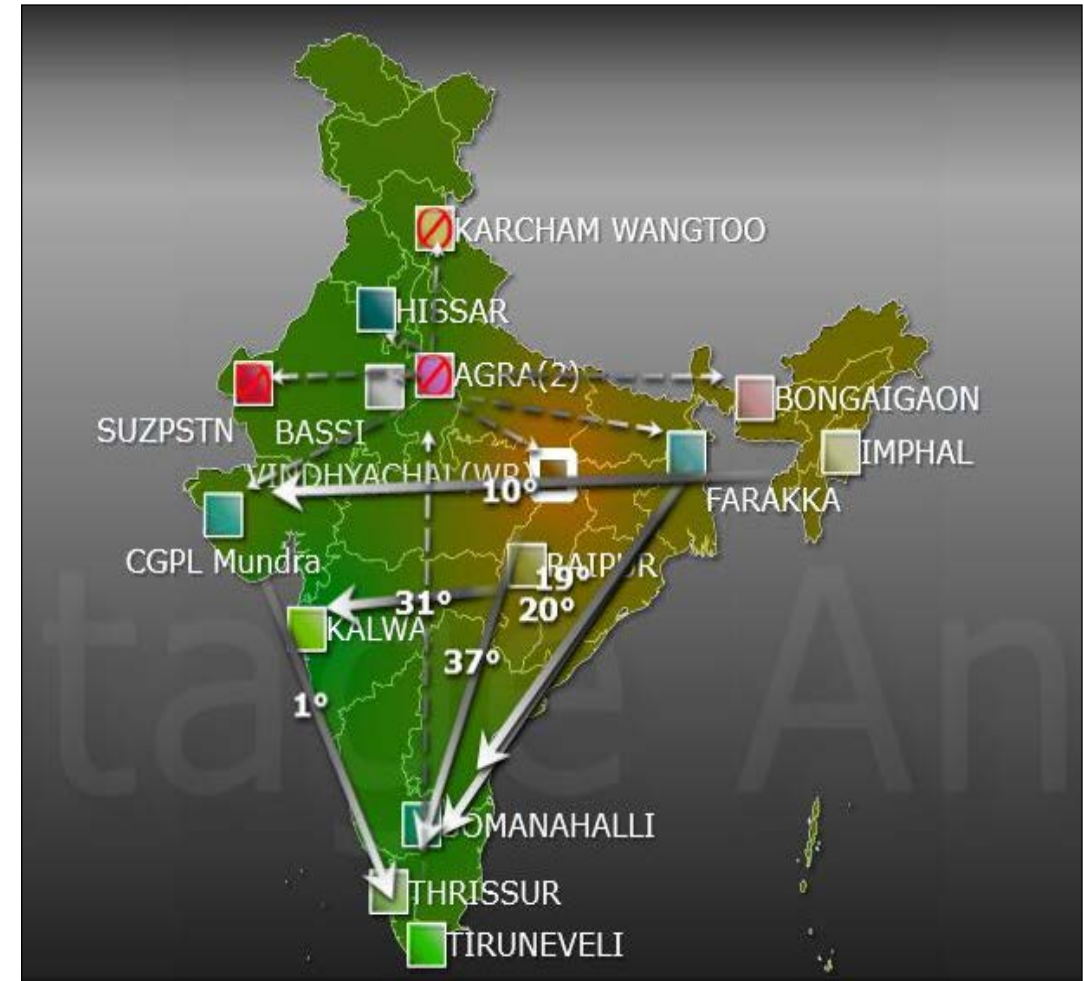 KARCHAM WANGTOO
HISSAR
AGRA(2)
BONGAIGAON
SUZPSTN
BASSI
IMPHAL
VINDHYACHAL(WR)
10°
FARAKKA
CGPL Mundra
RAIPUR
19°
31°
20°
KALWA
37°
1°
SOMANAHALLI
THRISSUR
TIRUNEVELI